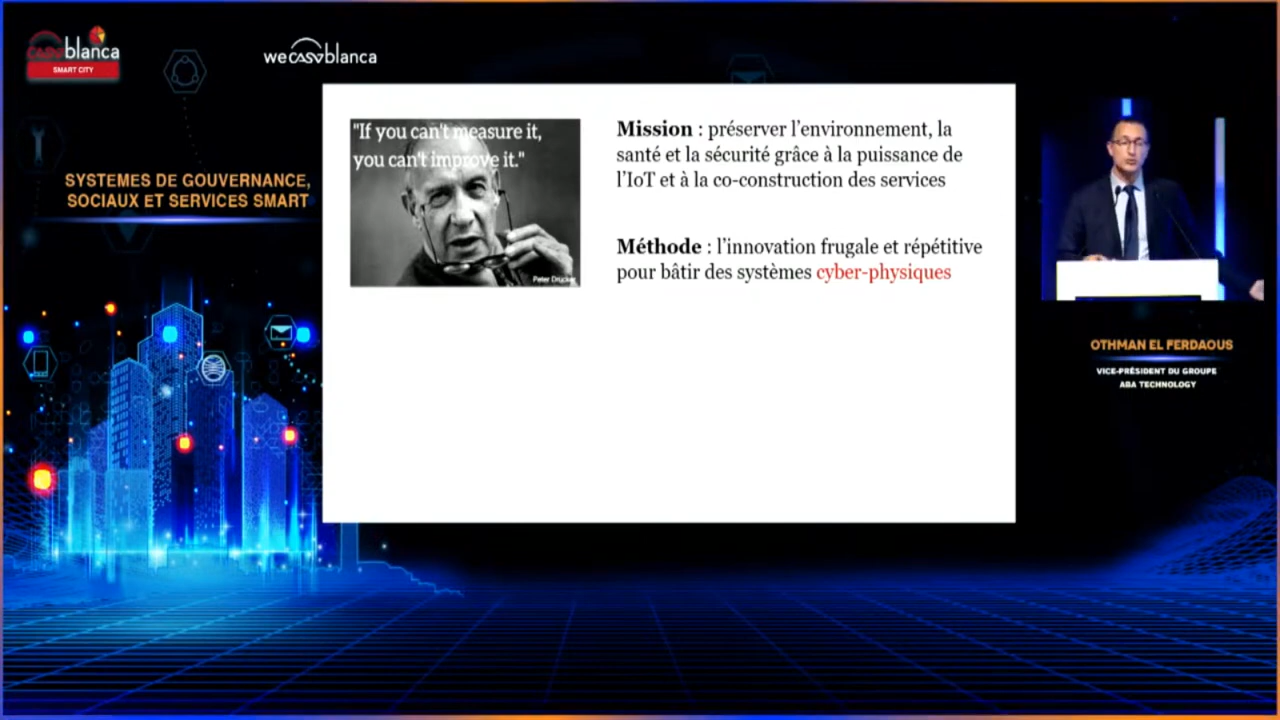 casablanca
SMART CITY
wecasablanca
SYSTEMES DE GOUVERNANCE,
SOCIAUX ET SERVICES SMART
"If you can't measure it,
you can't improve it."
Peter Drucker
Mission : préserver l’environnement, la
santé et la sécurité grâce à la puissance de
l’IoT et à la co-construction des services
Méthode : l’innovation frugale et répétitive
pour bâtir des systèmes cyber-physiques
OTHMAN EL FERDAOUS
VICE-PRÉSIDENT DU GROUPE
ABA TECHNOLOGY